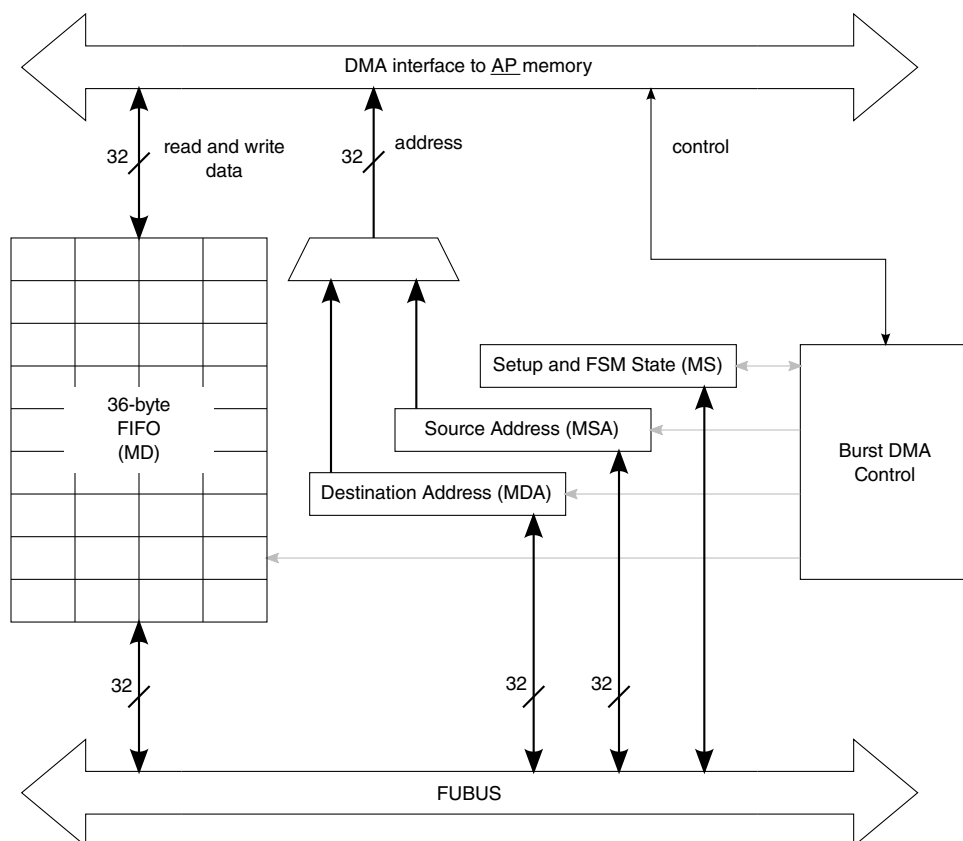 DMA interface to AP memory
32
read and write
data
32
address
control
36-byte
FIFO
(MD)
Setup and FSM State (MS)
Source Address (MSA)
Destination Address (MDA)
Burst DMA
Control
32
32
32
FUBUS